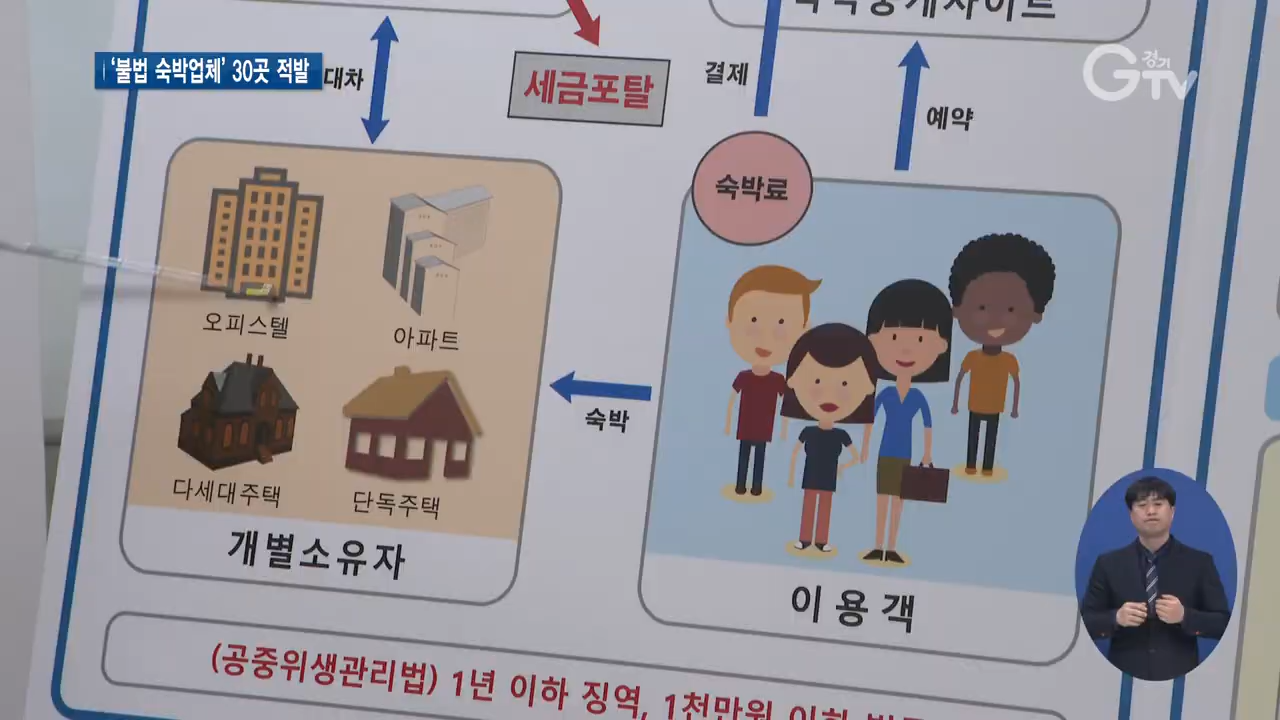 '불법 숙박업체' 30곳 적발
경기
GTV
대차
세금포탈
결제
예약
숙박료
오피스텔
아파트
숙박
다세대주택
단독주택
개별소유자
이용객
(공중위생관리법) 1년 이하 징역, 1천만원 이하